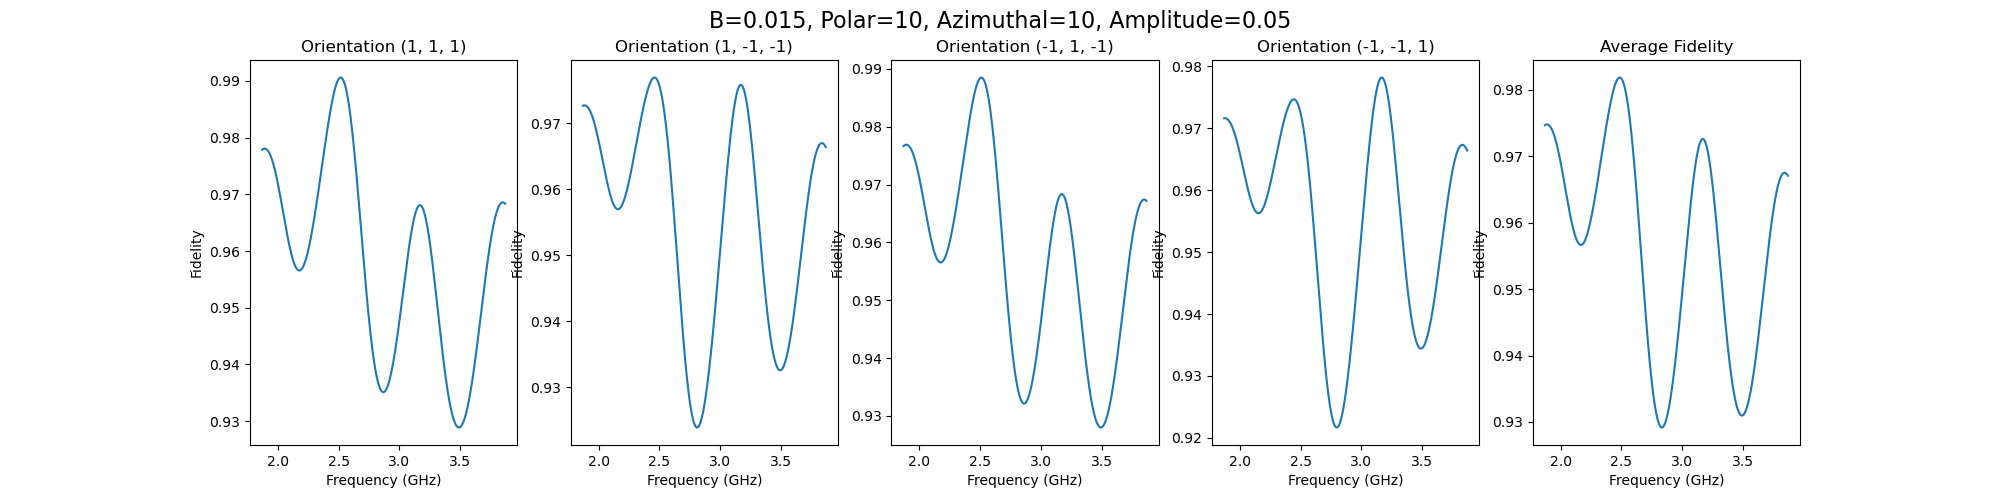 B=0.015, Polar=10, Azimuthal=10, Amplitude=0.05
Orientation (1, 1, 1)
0.99
0.98
0.97
0.96
0.95
0.94
0.93
Fidelity
2.0 2.5 3.0 3.5
Frequency (GHz)
Orientation (1, -1, -1)
0.97
0.96
0.95
0.94
0.93
Fidelity
2.0 2.5 3.0 3.5
Frequency (GHz)
Orientation (-1, 1, -1)
0.99
0.98
0.97
0.96
0.95
0.94
0.93
Fidelity
2.0 2.5 3.0 3.5
Frequency (GHz)
Orientation (-1, -1, 1)
0.98
0.97
0.96
0.95
0.94
0.93
0.92
Fidelity
2.0 2.5 3.0 3.5
Frequency (GHz)
Average Fidelity
0.98
0.97
0.96
0.95
0.94
0.93
Fidelity
2.0 2.5 3.0 3.5
Frequency (GHz)